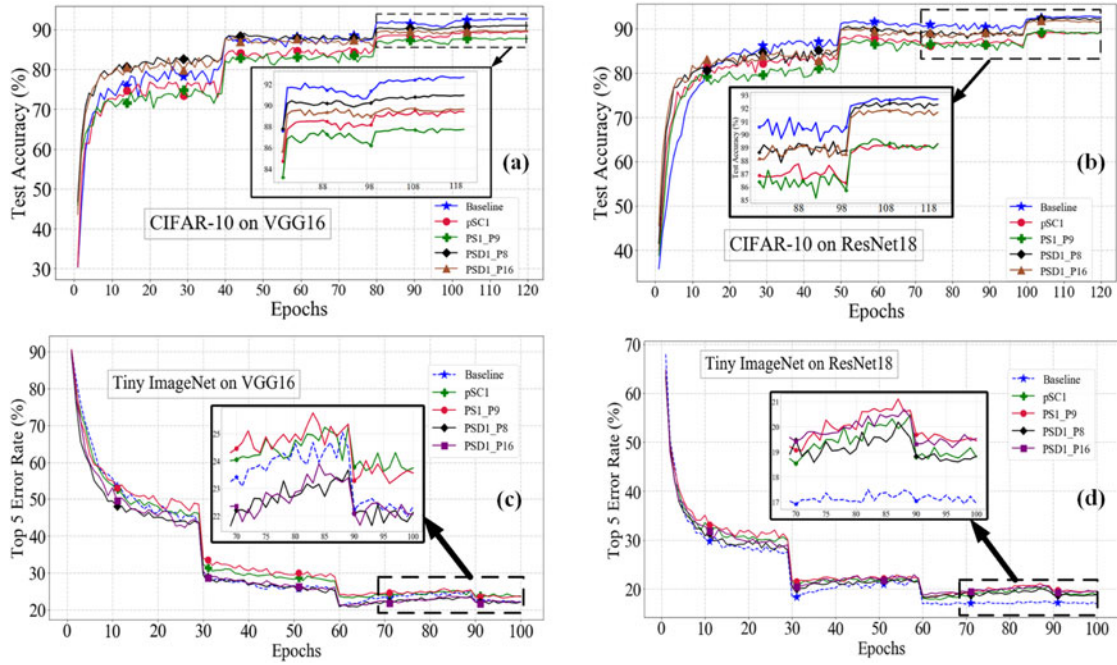 Test Accuracy (%)
90
80
70
60
50
40
30
92
90
88
86
84
88
98
108
118
(a)
CIFAR-10 on VGG16
Baseline
pSC1
PS1_P9
PSD1_P8
PSD1_P16
0 10 20 30 40 50 60 70 80 90 100 110 120
Epochs
Test Accuracy (%)
90
80
70
60
50
40
Test Accuracy (%)
93
92
91
90
89
88
87
86
85
88 98 108 118
(b)
CIFAR-10 on ResNet18
Baseline
pSC1
PS1_P9
PSD1_P8
PSD1_P16
0 10 20 30 40 50 60 70 80 90 100 110 120
Epochs
Top 5 Error Rate (%)
90
80
70
60
50
40
30
20
Tiny ImageNet on VGG16
Baseline
pSC1
PS1_P9
PSD1_P8
PSD1_P16
25
24
23
22
70 75 80 85 90 95 100
(c)
0 10 20 30 40 50 60 70 80 90 100
Epochs
Top 5 Error Rate (%)
70
60
50
40
30
20
Tiny ImageNet on ResNet18
Baseline
pSC1
PS1_P9
PSD1_P8
PSD1_P16
21
20
19
18
17
70 75 80 85 90 95 100
(d)
0 10 20 30 40 50 60 70 80 90 100
Epochs